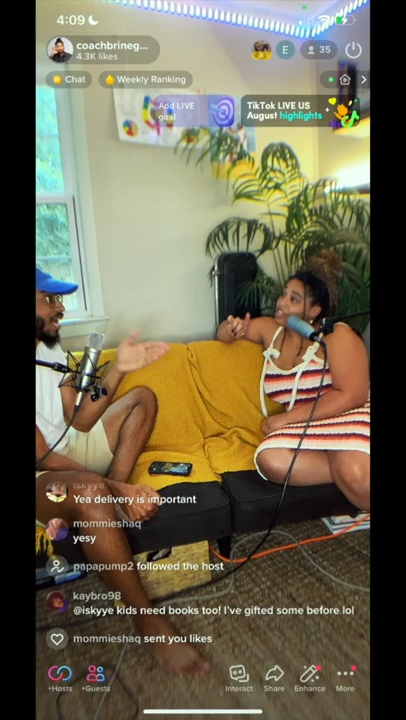 4:09
coachbrineg...
4.3K likes
E
35
Chat
Weekly Ranking
Add LIVE
goal
TikTok LIVE US
August highlights
iskyye
Yea delivery is important
mommieshaq
yesy
papapump2 followed the host
kaybro98
@iskyye kids need books too! I've gifted some before lol
mommieshaq sent you likes
+Hosts
+Guests
Interact
Share
Enhance
More